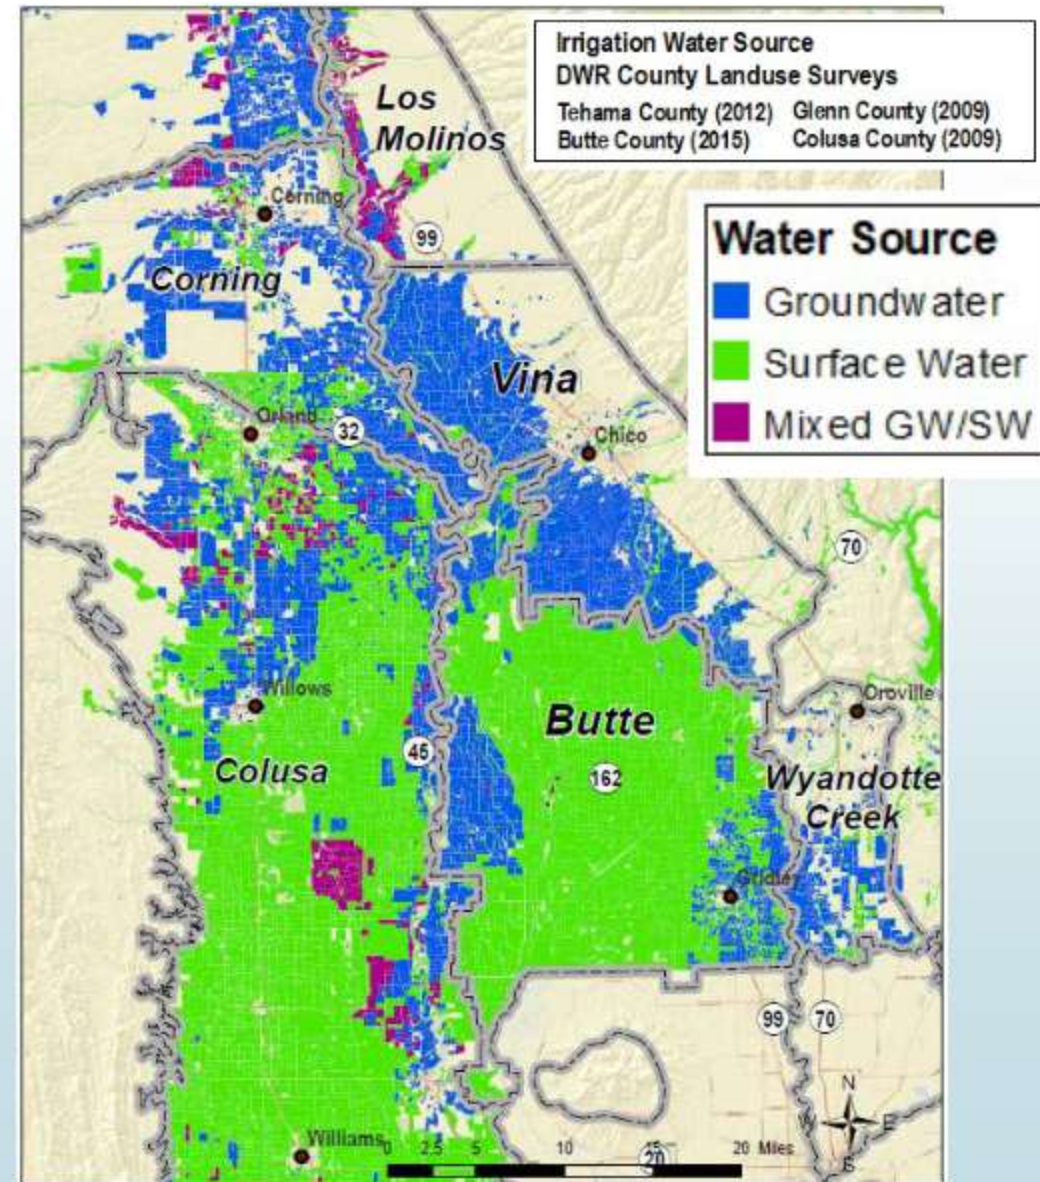 Irrigation Water Source
DWR County Landuse Surveys
Tehama County (2012) Glenn County (2009)
Butte County (2015) Colusa County (2009)
Water Source
Groundwater
Surface Water
Mixed GW/SW
Los
Molinos
Corning
99
Corning
Vina
Orland
32
Chico
70
Willows
Oroville
Butte
45
Colusa
162
Wyandotte
Creek
Gridley
99
70
N
W E
S
Williams
0 2.5 5 10 15 20 Miles
20